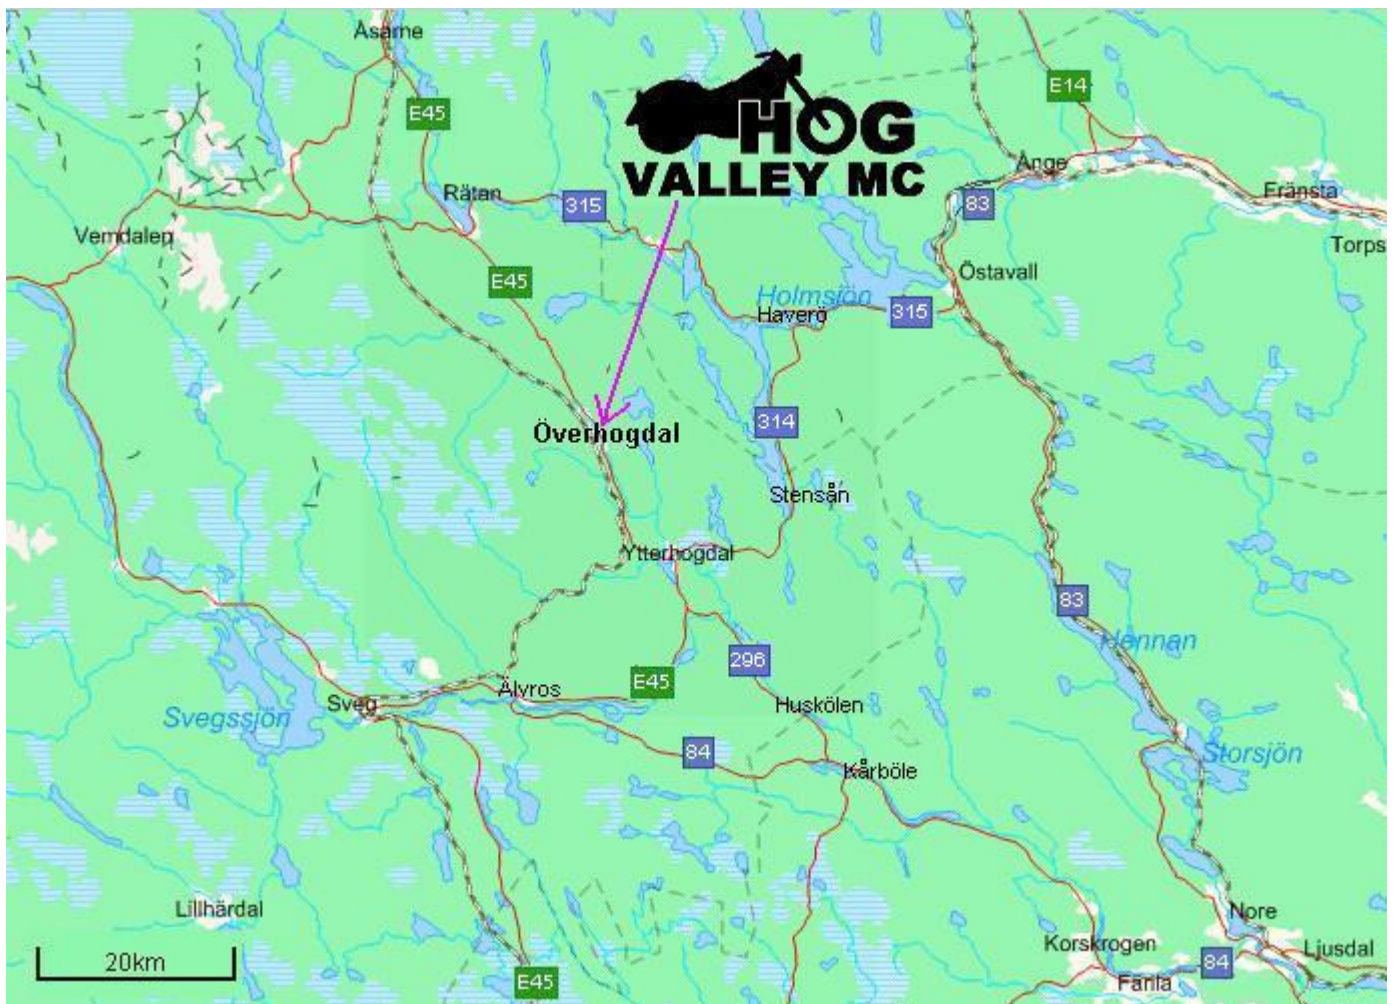 Åsarne
E45
HOG
VALLEY MC
E14
Ånge
Fränsta
Torps
Rätan
315
83
Vemdalen
E45
Östavall
Holmsjön
Haverö
315
Överhogdal
314
Stensån
Ytterhogdal
83
Hennan
296
E45
Älvros
Sveg
Svegssjön
Huskölen
84
Kårböle
Storsjön
Lillhärdal
Nore
Korskrogen
Ljusdal
84
Färila
20km
E45